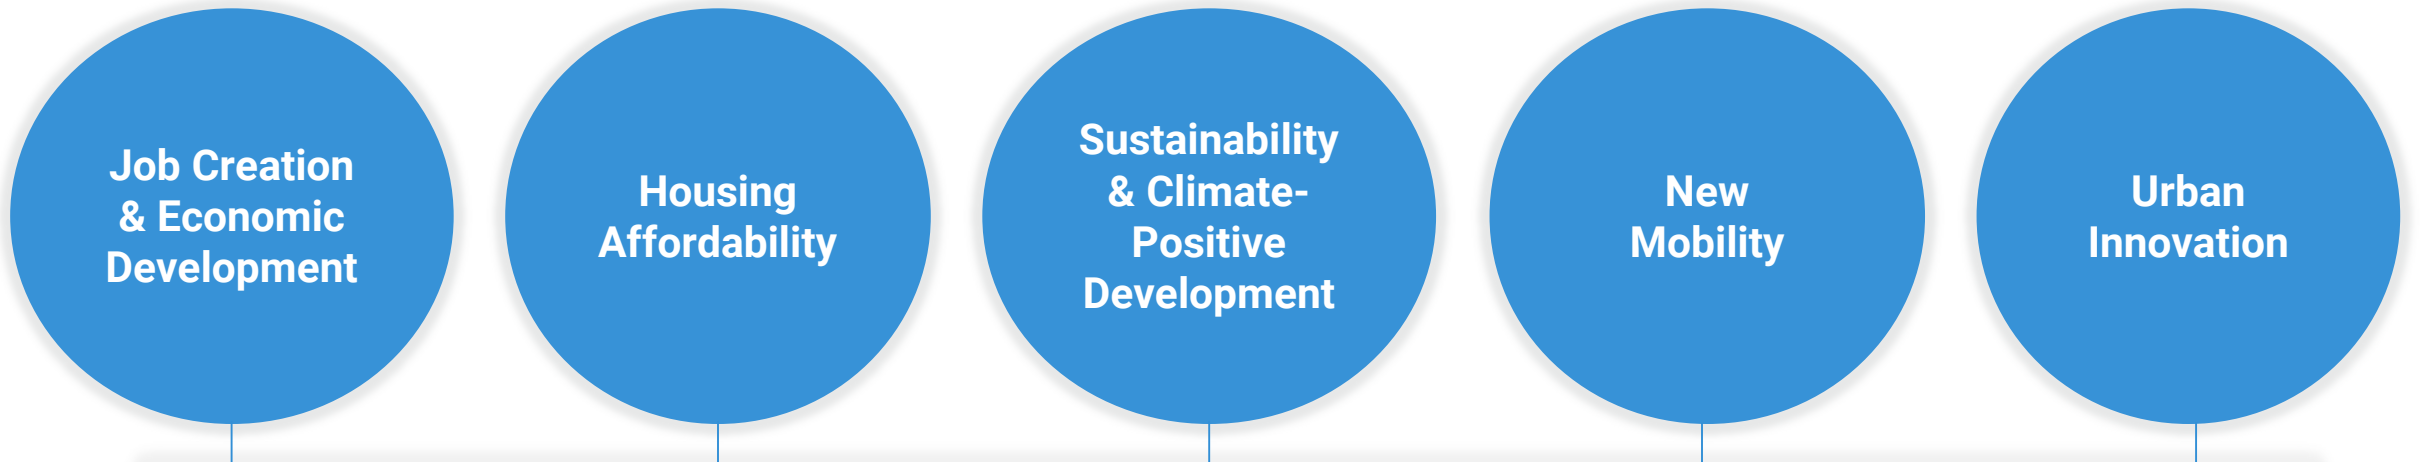 Job Creation
& Economic
Development
Housing
Affordability
Sustainability
& Climate-
Positive
Development
New
Mobility
Urban
Innovation